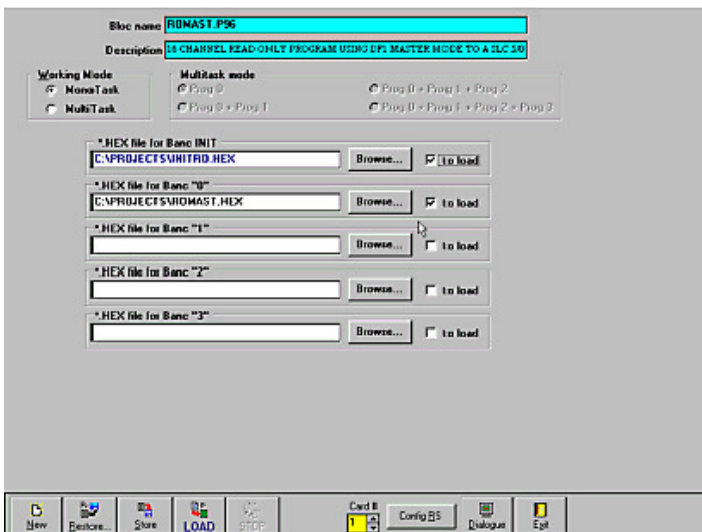 Bloc name ROMAST.P96
Description 16 CHANNEL READ ONLY PROGRAM USING DF1 MASTER MODE TO A SLC 5/0
Working Mode
MonoTask
MultiTask
Multitask mode
Prog 0
Prog 0 + Prog 1
Prog 0 + Prog 1 + Prog 2
Prog 0 + Prog 1 + Prog 2 + Prog 3
*.HEX file for Banc INIT
C:\PROJECTS\INITRO.HEX Browse... to load
*.HEX file for Banc "0"
C:\PROJECTS\ROMAST.HEX Browse... to load
*.HEX file for Banc "1"
Browse... to load
*.HEX file for Banc "2"
Browse... to load
*.HEX file for Banc "3"
Browse... to load
New Restore... Store LOAD STOP Card # 1 Config RS Dialogue Exit